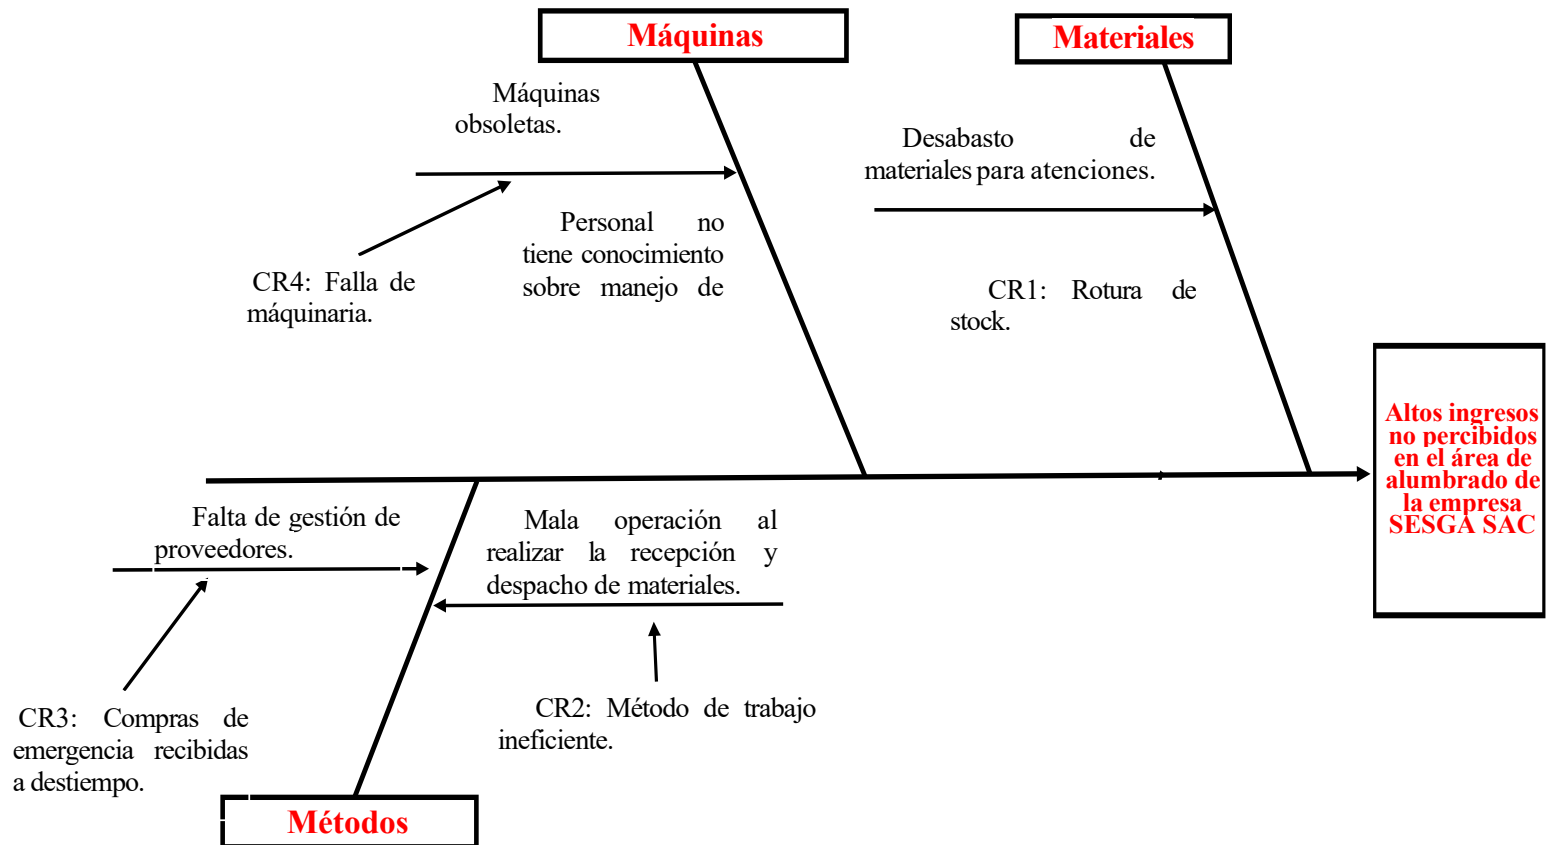 Máquinas
Materiales
Máquinas
obsoletas.
Desabasto de
materiales para atenciones.
Personal no
tiene conocimiento
sobre manejo de
CR4: Falla de
máquinaria.
CR1: Rotura de
stock.
Altos ingresos
no percibidos
en el área de
alumbrado de
la empresa
SESGA SAC
Falta de gestión de
proveedores.
Mala operación al
realizar la recepción y
despacho de materiales.
CR3: Compras de
emergencia recibidas
a destiempo.
CR2: Método de trabajo
ineficiente.
Métodos